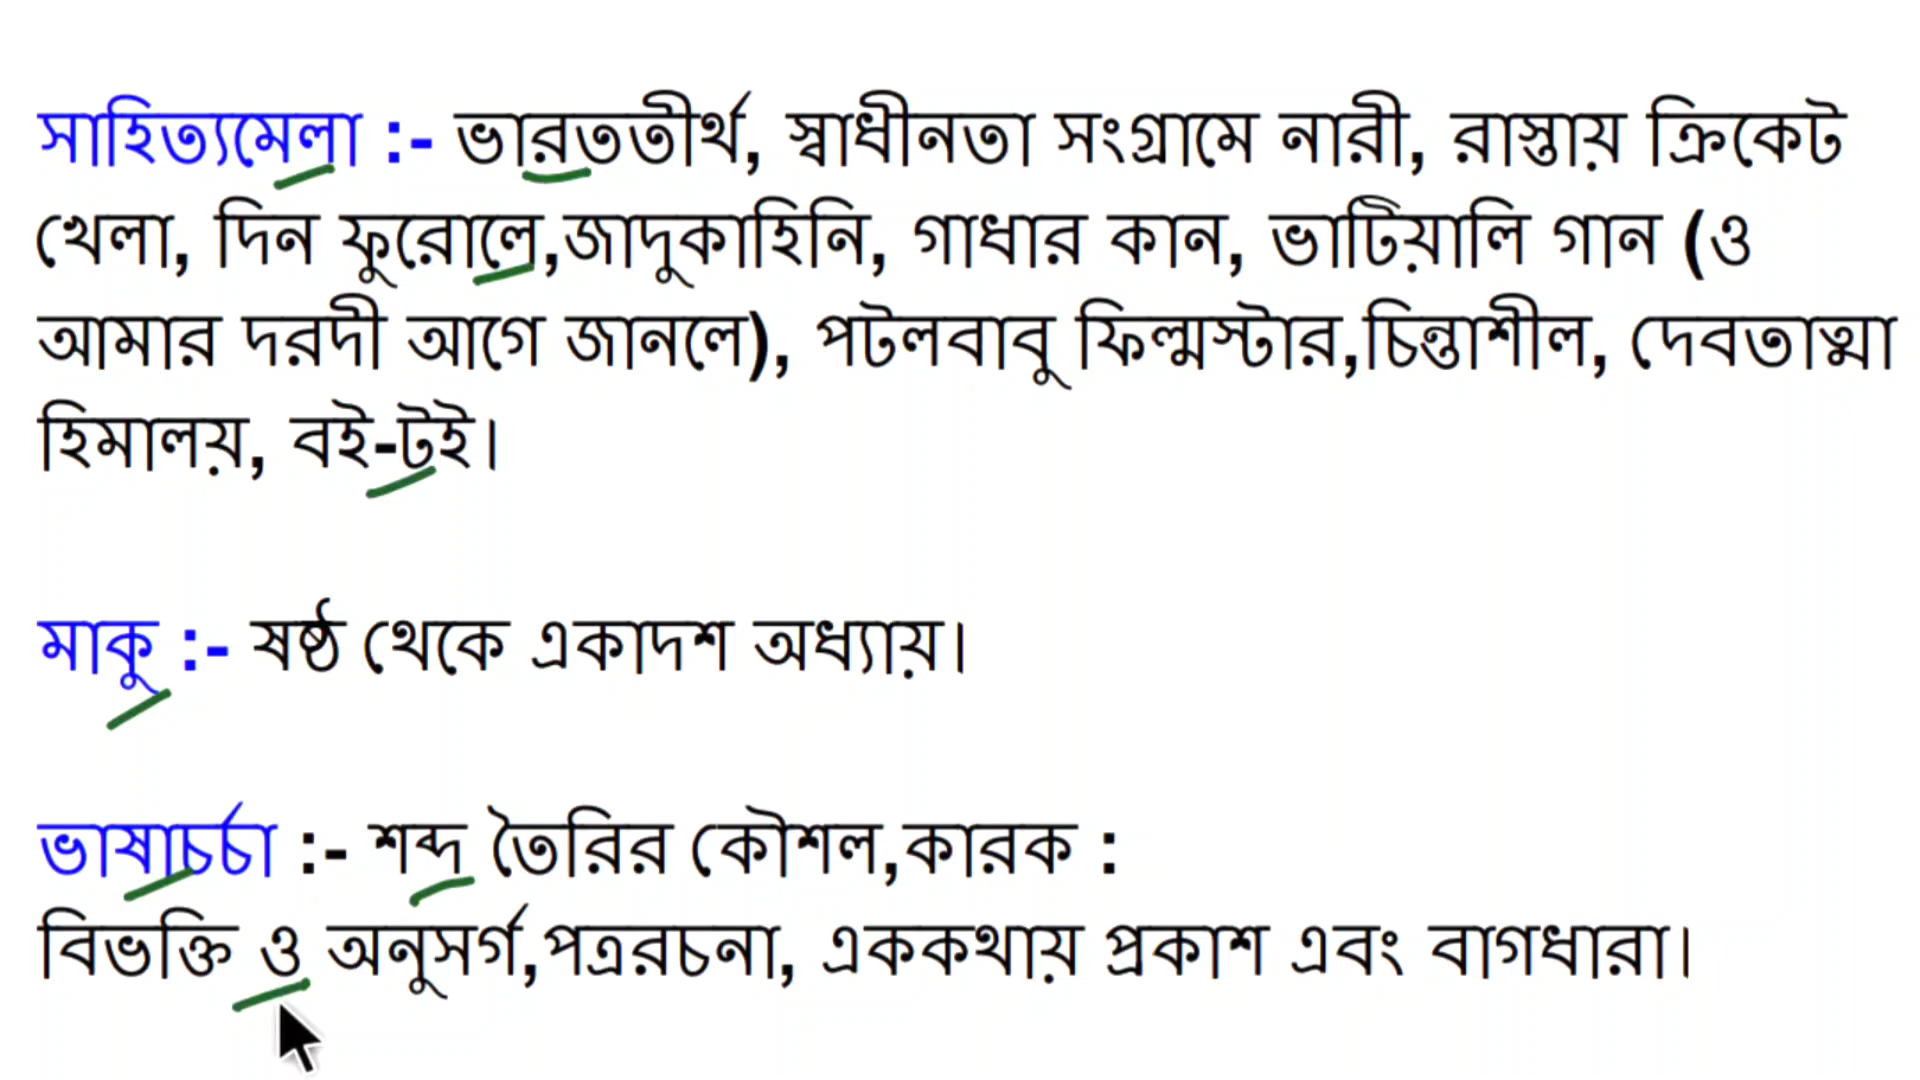 সাহিত্যমেলা :- ভারততীর্থ, স্বাধীনতা সংগ্রামে নারী, রাস্তায় ক্রিকেট
খেলা, দিন ফুরোলে,জাদুকাহিনি, গাধার কান, ভাটিয়ালি গান (ও
আমার দরদী আগে জানলে), পটলবাবু ফিল্মস্টার,চিন্তাশীল, দেবতাত্মা
হিমালয়, বই-টই।
মাকু :- ষষ্ঠ থেকে একাদশ অধ্যায়।
ভাষাচর্চা :- শব্দ তৈরির কৌশল,কারক :
বিভক্তি ও অনুসর্গ,পত্ররচনা, এককথায় প্রকাশ এবং বাগধারা।